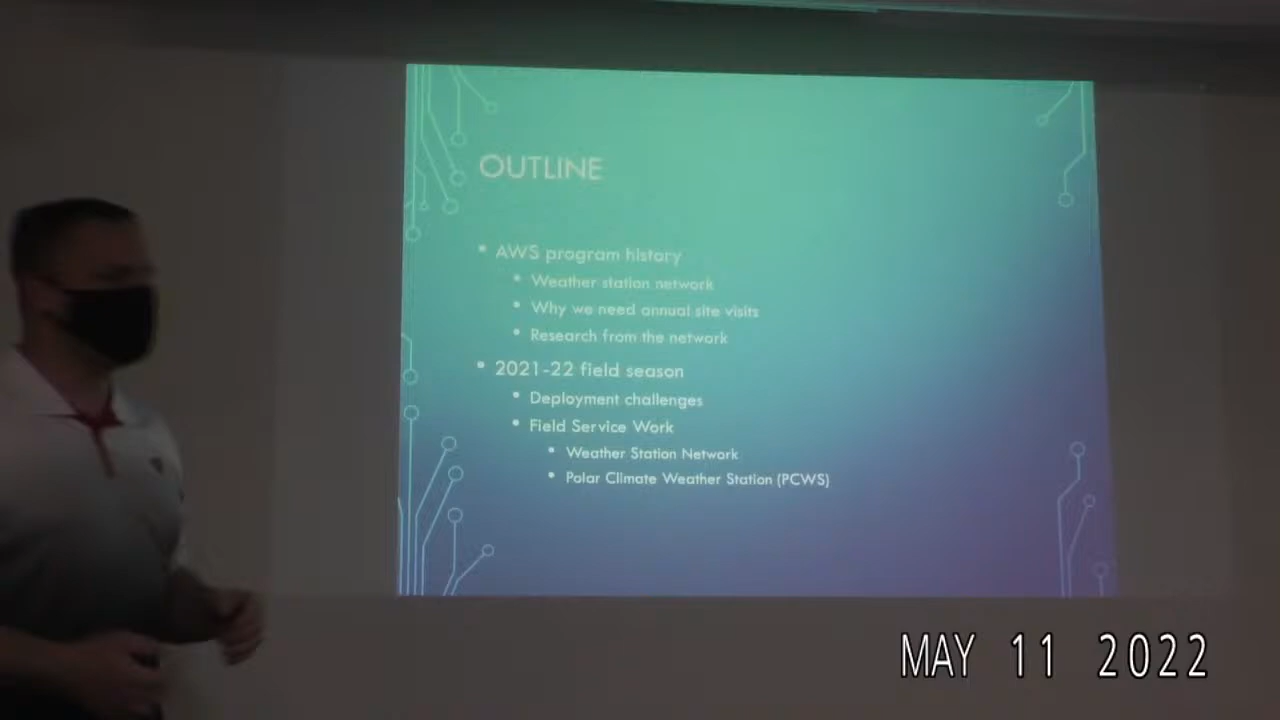 OUTLINE
AWS program history
Weather station network
Why we need annual site visits
Research from the network
2021-22 field season
Deployment challenges
Field Service Work
Weather Station Network
Polar Climate Weather Station (PCWS)
MAY 11 2022